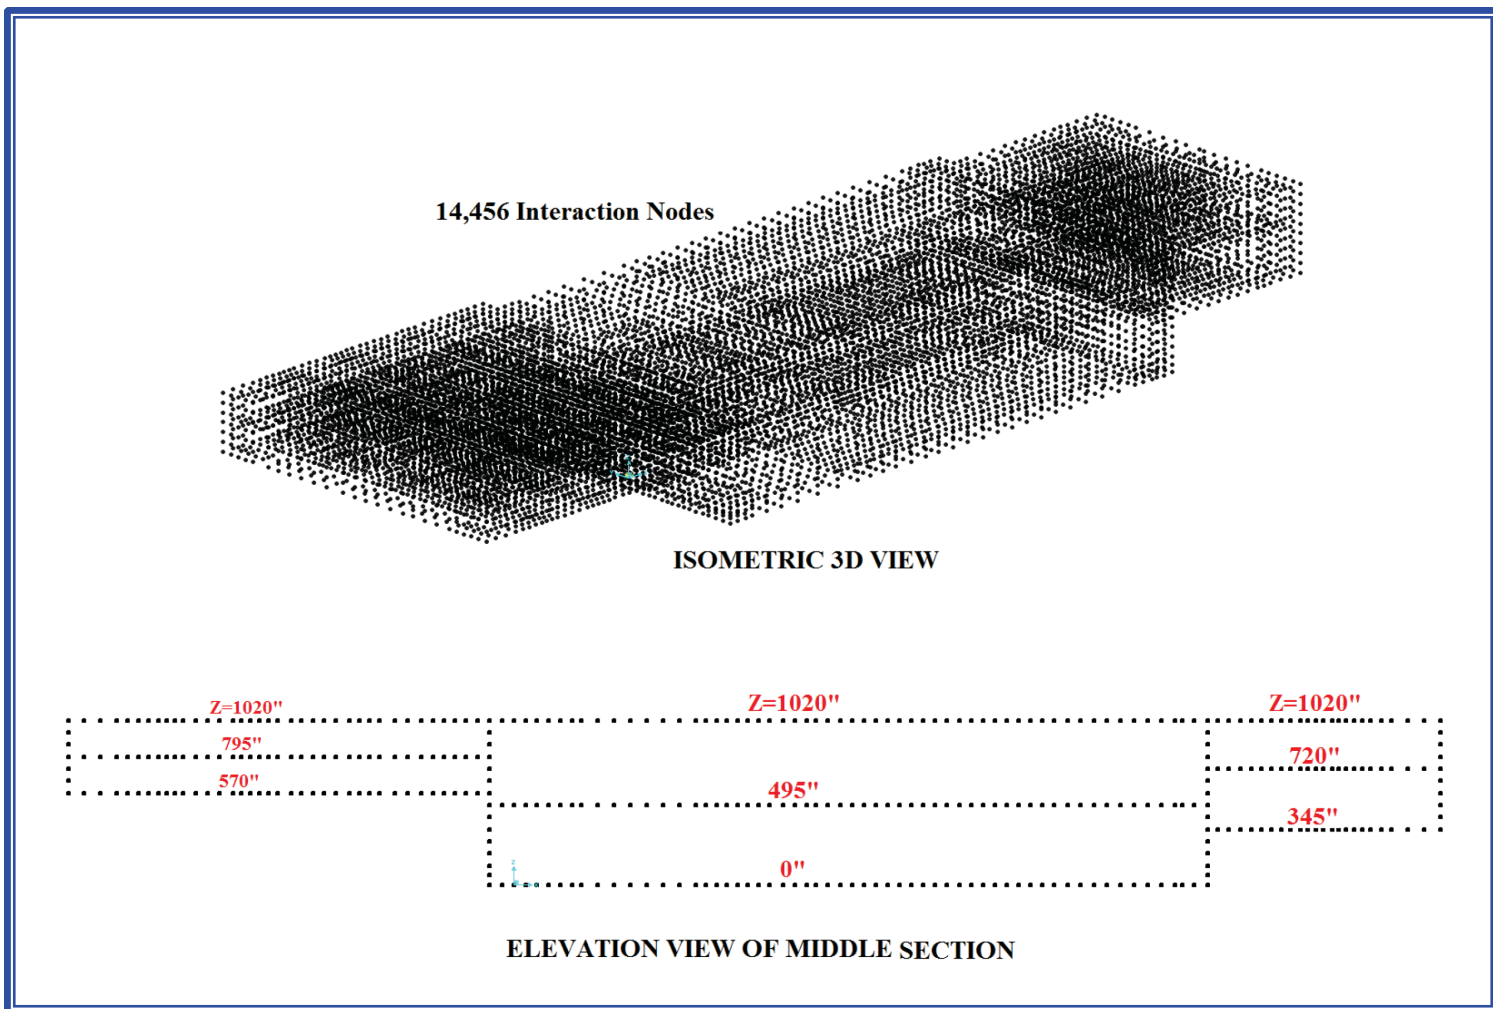 14,456 Interaction Nodes
ISOMETRIC 3D VIEW
Z=1020" Z=1020" Z=1020"
795" 720"
570" 495" 345"
0"
z
ELEVATION VIEW OF MIDDLE SECTION